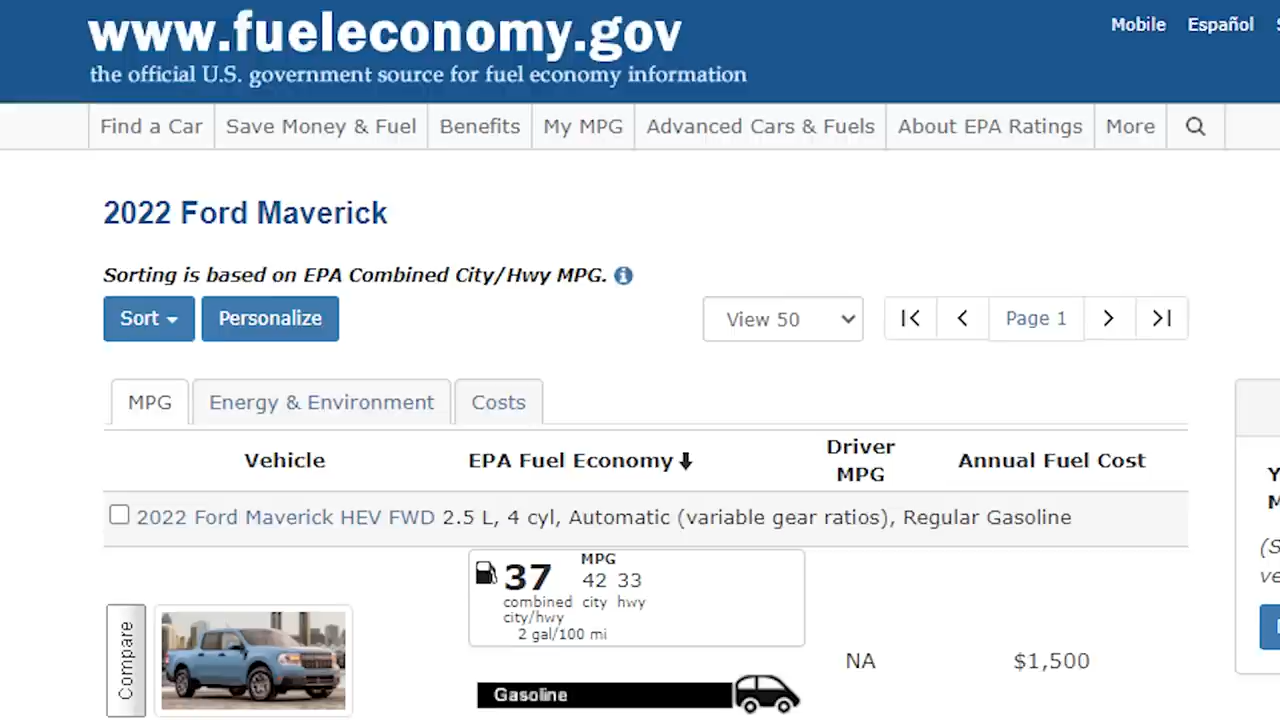 www.fueleconomy.gov
Mobile Español
the official U.S. government source for fuel economy information
Find a Car Save Money & Fuel Benefits My MPG Advanced Cars & Fuels About EPA Ratings More
2022 Ford Maverick
Sorting is based on EPA Combined City/Hwy MPG.
Sort Personalize View 50 Page 1
MPG Energy & Environment Costs
Vehicle EPA Fuel Economy Driver MPG Annual Fuel Cost
2022 Ford Maverick HEV FWD 2.5 L, 4 cyl, Automatic (variable gear ratios), Regular Gasoline
MPG
37 42 33
combined city hwy
city/hwy
2 gal/100 mi
Compare
NA $1,500
Gasoline